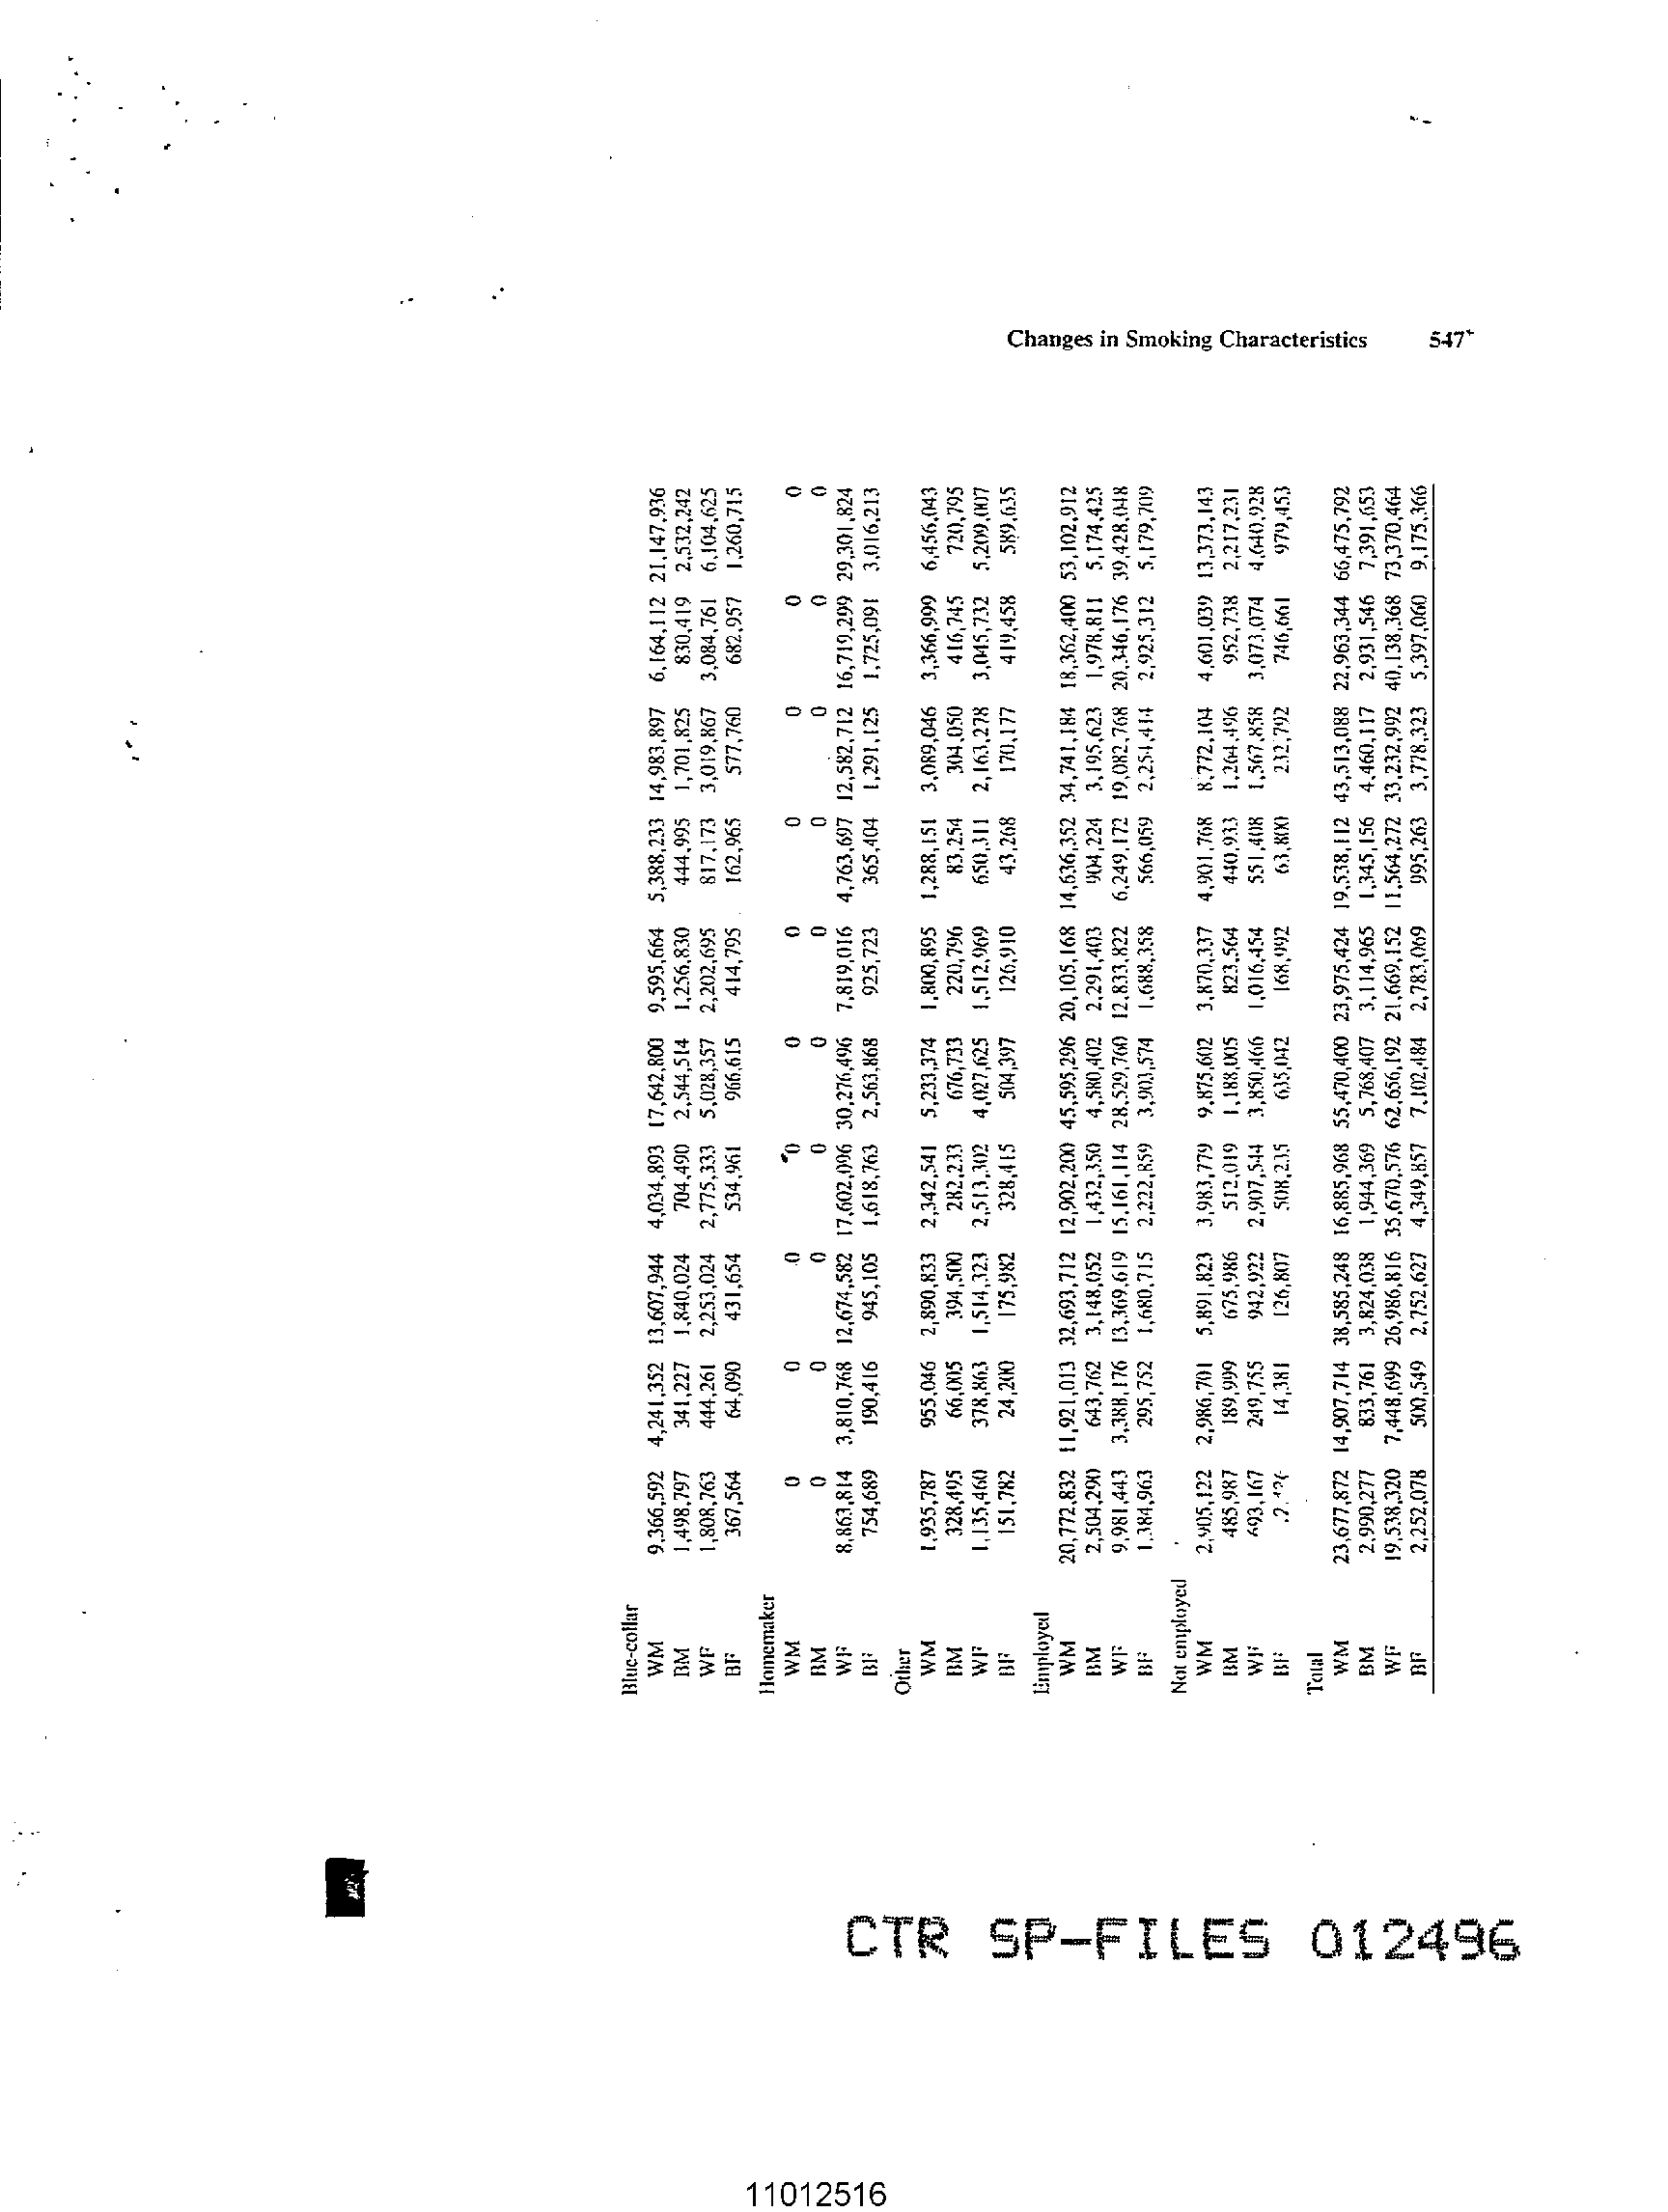 Changes in Smoking Characteristics 547
Blue-collar
WM 9,366,592 4,241,352 13,607,944 4,034,893 17,642,800 9,595,664 5,388,233 14,983,897 6,164,112 21,147,936
BM 1,498,797 341,227 1,840,024 704,490 2,544,514 1,256,830 444,995 1,701,825 830,419 2,532,242
WF 1,808,763 444,261 2,253,024 2,775,333 5,028,357 2,202,695 817,173 3,019,867 3,084,761 6,104,625
BF 367,564 64,090 431,654 534,961 966,615 414,795 162,965 577,760 682,957 1,260,715
Homemaker
WM 0 0 0 0 0 0 0 0 0 0
BM 0 0 0 0 0 0 0 0 0 0
WF 8,863,814 3,810,768 12,674,582 17,602,096 30,276,496 7,819,016 4,763,697 12,582,712 16,719,299 29,301,824
BF 754,689 190,416 945,105 1,618,763 2,563,868 925,723 365,404 1,291,125 1,725,091 3,016,213
Other
WM 1,935,787 955,046 2,890,833 2,342,541 5,233,374 1,800,895 1,288,151 3,089,046 3,366,999 6,456,043
BM 328,495 66,005 394,500 282,233 676,733 220,796 83,254 304,050 416,745 720,795
WF 1,135,460 378,863 1,514,323 2,513,302 4,027,625 1,512,969 650,311 2,163,278 3,045,732 5,209,007
BF 151,782 24,200 175,982 328,415 504,397 126,910 43,268 170,177 419,458 589,635
Employed
WM 20,772,832 11,921,013 32,693,712 12,902,200 45,595,296 20,105,168 14,636,352 34,741,184 18,362,400 53,102,912
BM 2,504,290 643,762 3,148,052 1,432,350 4,580,402 2,291,403 904,224 3,195,623 1,978,811 5,174,425
WF 9,981,443 3,388,176 13,369,619 15,161,114 28,529,760 12,833,822 6,249,172 19,082,768 20,346,176 39,428,048
BF 1,384,963 295,752 1,680,715 2,222,859 3,903,574 1,688,358 566,059 2,254,414 2,925,312 5,179,709
Not employed
WM 2,905,122 2,986,701 5,891,823 3,983,779 9,875,602 3,870,337 4,901,768 8,772,104 4,601,039 13,373,143
BM 485,987 189,999 675,986 512,019 1,188,005 823,564 440,933 1,264,496 952,738 2,217,231
WF 693,167 249,755 942,922 2,907,544 3,850,466 1,016,454 551,408 1,567,858 3,073,074 4,640,928
BF 14,381 126,807 508,235 635,042 168,992 63,800 232,792 746,661 979,453
Total
WM 23,677,872 14,907,714 38,585,248 16,885,968 55,470,400 23,975,424 19,538,112 43,513,088 22,963,344 66,475,792
BM 2,990,277 833,761 3,824,038 1,944,369 5,768,407 3,114,965 1,345,156 4,460,117 2,931,546 7,391,653
WF 19,538,320 7,448,699 26,986,816 35,670,576 62,656,192 21,669,152 11,564,272 33,232,992 40,138,368 73,370,464
BF 2,252,078 500,549 2,752,627 4,349,857 7,102,484 2,783,069 995,263 3,778,323 5,397,060 9,175,366
CTR SP-FILES 012496
11012516